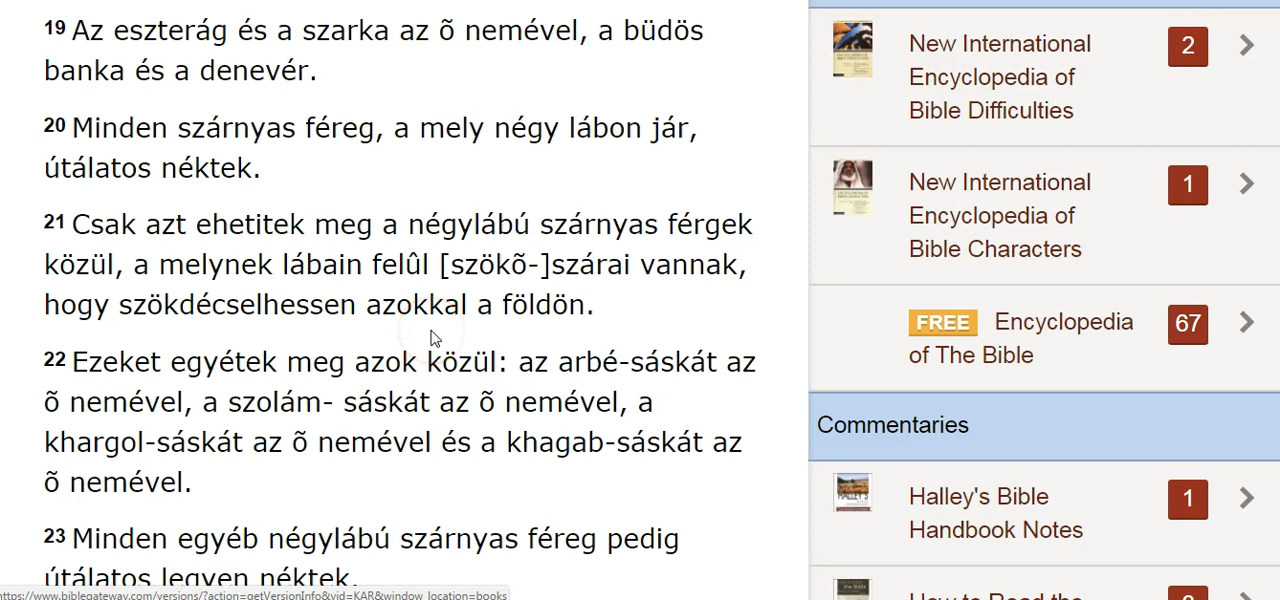 19 Az eszterág és a szarka az õ nemével, a büdös
banka és a denevér.
20 Minden szárnyas féreg, a mely négy lábon jár,
útálatos néktek.
21 Csak azt ehetitek meg a négylábú szárnyas férgek
közül, a melynek lábain felûl [szökõ-]szárai vannak,
hogy szökdécselhessen azokkal a földön.
22 Ezeket egyétek meg azok közül: az arbé-sáskát az
õ nemével, a szolám- sáskát az õ nemével, a
khargol-sáskát az õ nemével és a khagab-sáskát az
õ nemével.
23 Minden egyéb négylábú szárnyas féreg pedig
útálatos legyen néktek.
https://www.biblegateway.com/versions/?action=getVersionInfo&vid=KAR&window_location=books
New International
Encyclopedia of
Bible Difficulties
2
New International
Encyclopedia of
Bible Characters
1
FREE Encyclopedia
of The Bible
67
Commentaries
Halley's Bible
Handbook Notes
1
How to Read the